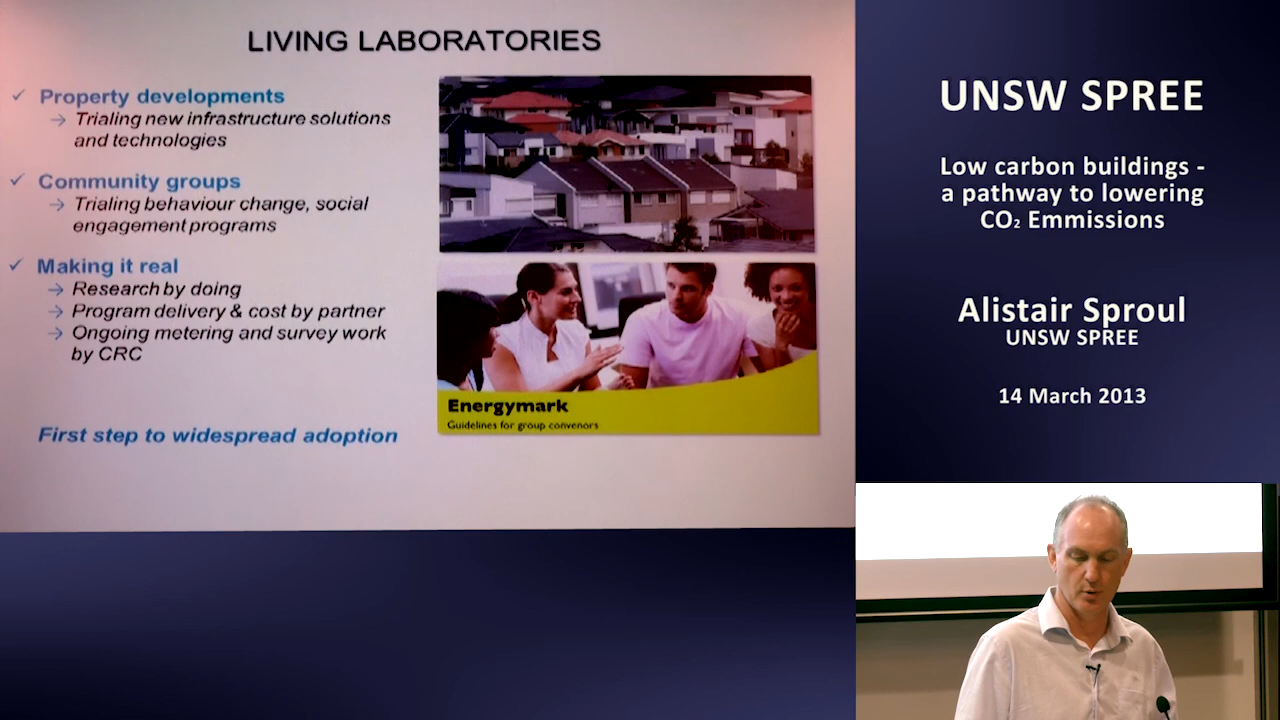 LIVING LABORATORIES
✓ Property developments
→ Trialing new infrastructure solutions
and technologies
✓ Community groups
→ Trialing behaviour change, social
engagement programs
✓ Making it real
→ Research by doing
→ Program delivery & cost by partner
→ Ongoing metering and survey work
by CRC
First step to widespread adoption
Energymark
Guidelines for group convenors
UNSW SPREE
Low carbon buildings -
a pathway to lowering
CO₂ Emmissions
Alistair Sproul
UNSW SPREE
14 March 2013